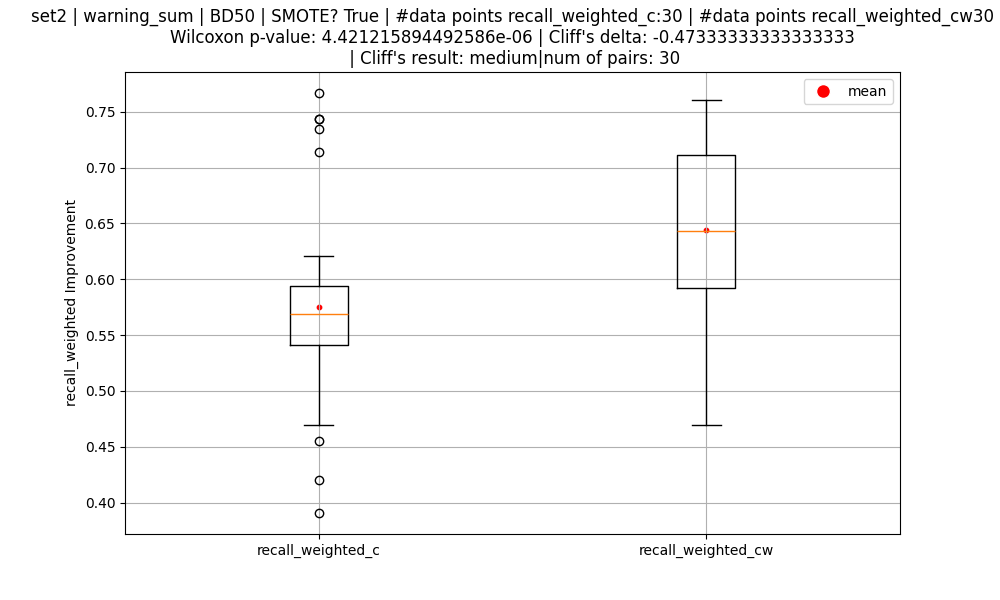 set2 | warning_sum | BD50 | SMOTE? True | #data points recall_weighted_c:30 | #data points recall_weighted_cw30
Wilcoxon p-value: 4.421215894492586e-06 | Cliff's delta: -0.47333333333333333
| Cliff's result: medium|num of pairs: 30
mean
0.75
0.70
0.65
0.60
0.55
0.50
0.45
0.40
recall_weighted Improvement
recall_weighted_c
recall_weighted_cw